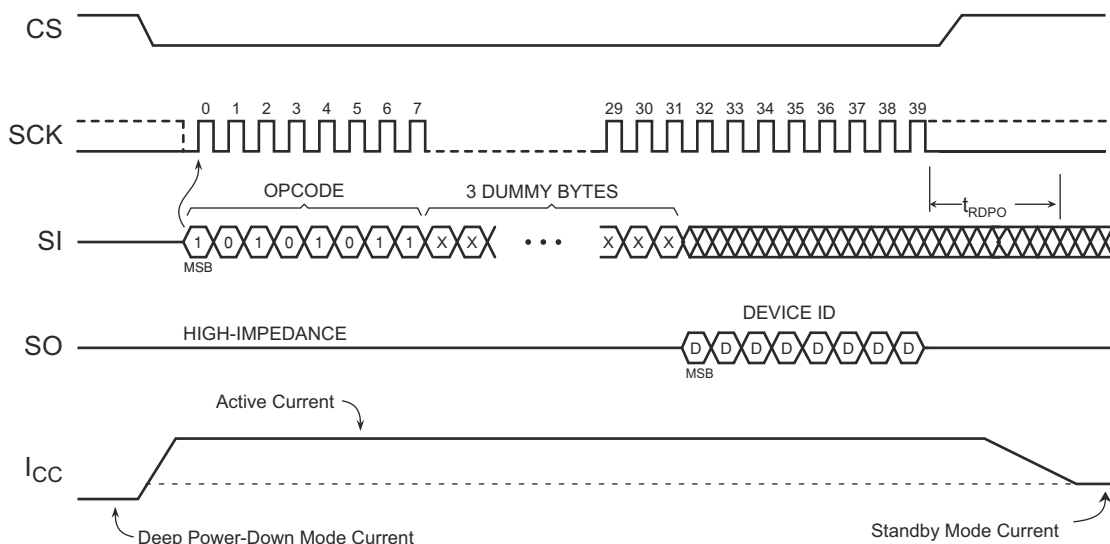 CS
0 1 2 3 4 5 6 7 29 30 31 32 33 34 35 36 37 38 39
SCK
OPCODE 3 DUMMY BYTES tRDPO
SI 1 0 1 0 1 0 1 1 X X • • • X X X
MSB
DEVICE ID
HIGH-IMPEDANCE
SO D D D D D D D D
MSB
Active Current
ICC
Deep Power-Down Mode Current Standby Mode Current